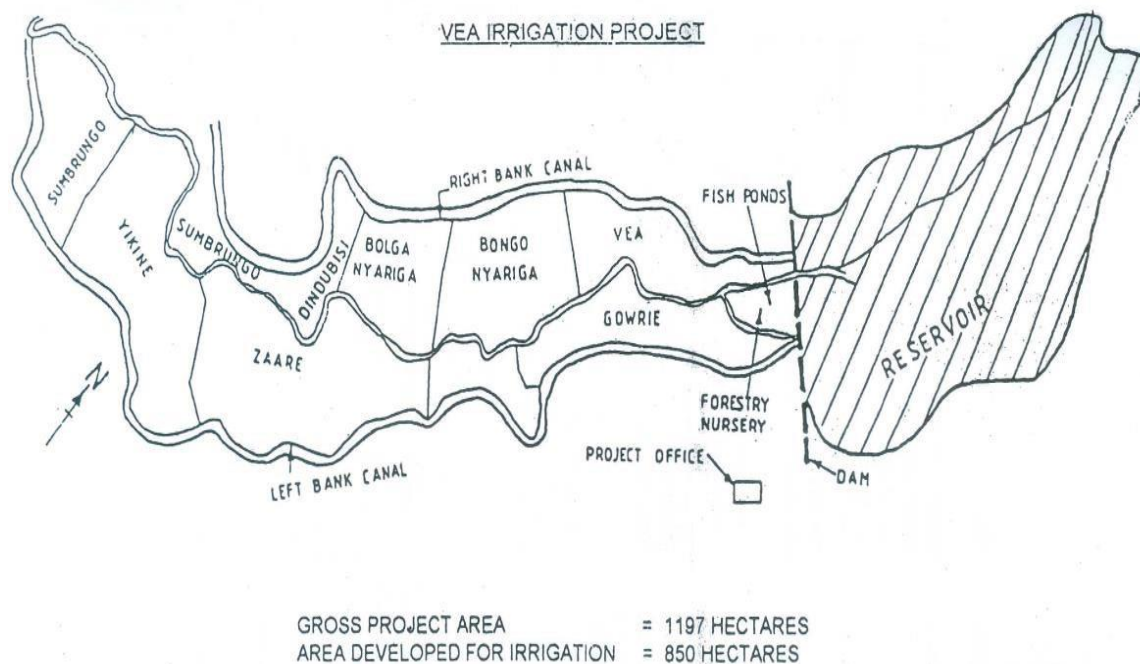 VEA IRRIGATION PROJECT
SUMBRUNGO
YIKINE
SUMBRUNGO
DINDUBISI
RIGHT BANK CANAL
BOLGA
NYARIGA
BONGO
NYARIGA
VEA
FISH PONDS
GOWRIE
ZAARE
RESERVOIR
N
FORESTRY
NURSERY
PROJECT OFFICE
DAM
LEFT BANK CANAL
GROSS PROJECT AREA = 1197 HECTARES
AREA DEVELOPED FOR IRRIGATION = 850 HECTARES